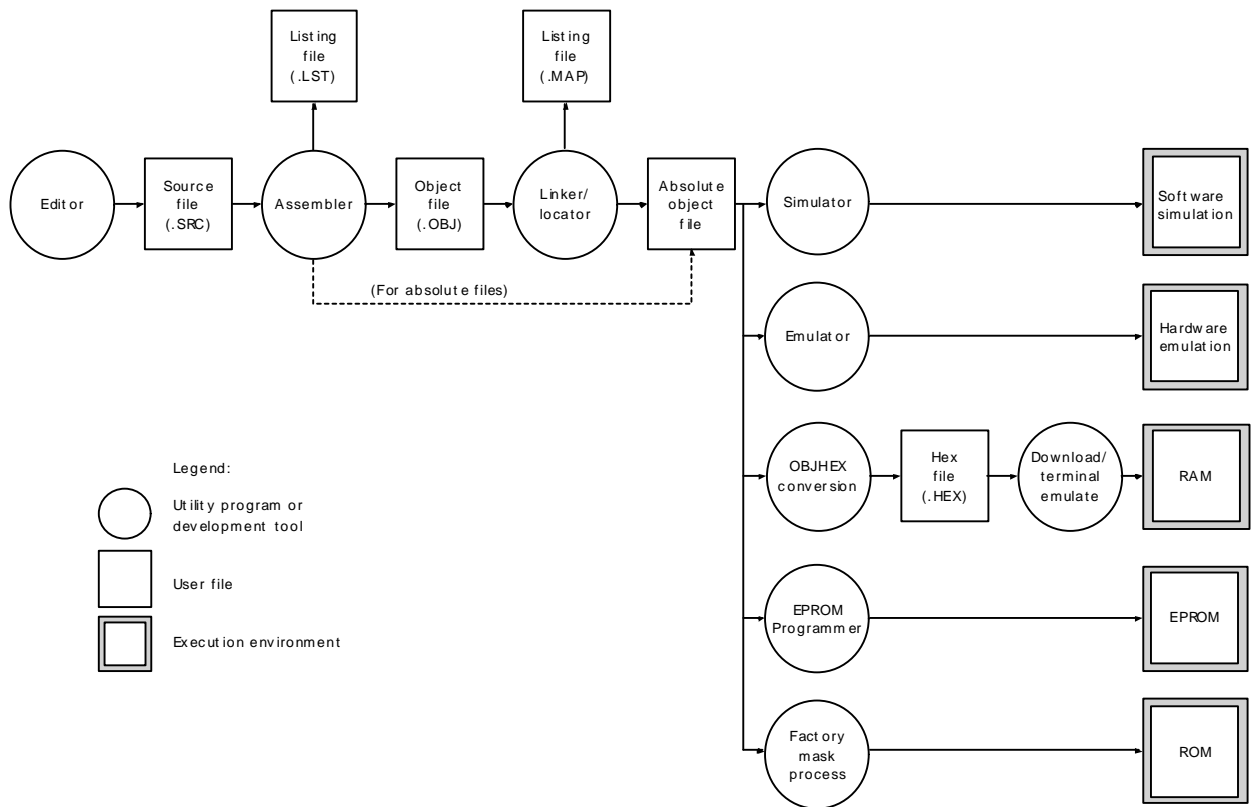 Listing
file
(.LST)
Listing
file
(.MAP)
Editor
Source
file
(.SRC)
Assembler
Object
file
(.OBJ)
Linker/
locator
Absolute
object
file
Simulator
Software
simulation
(For absolute files)
Emulator
Hardware
emulation
OBJHEX
conversion
Hex
file
(.HEX)
Download/
terminal
emulate
RAM
Legend:
Utility program or
development tool
User file
Execution environment
EPROM
Programmer
EPROM
Factory
mask
process
ROM